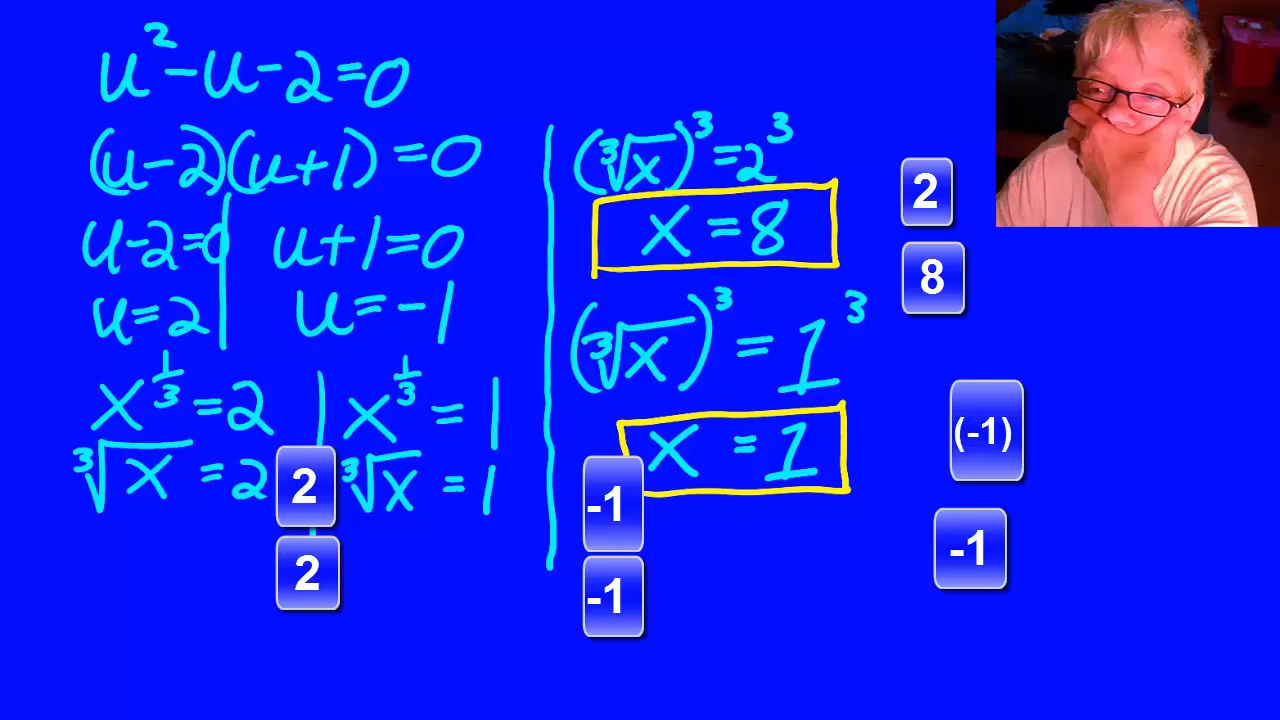 u² - u - 2 = 0
(u - 2)(u + 1) = 0
u - 2 = 0 | u + 1 = 0
u = 2 | u = -1
x^(1/3) = 2 | x^(1/3) = 1
∛x = 2 | ∛x = 1
2
2
(∛x)³ = 2³
x = 8
(∛x)³ = 1³
x = 1
-1
-1
2
8
(-1)
-1